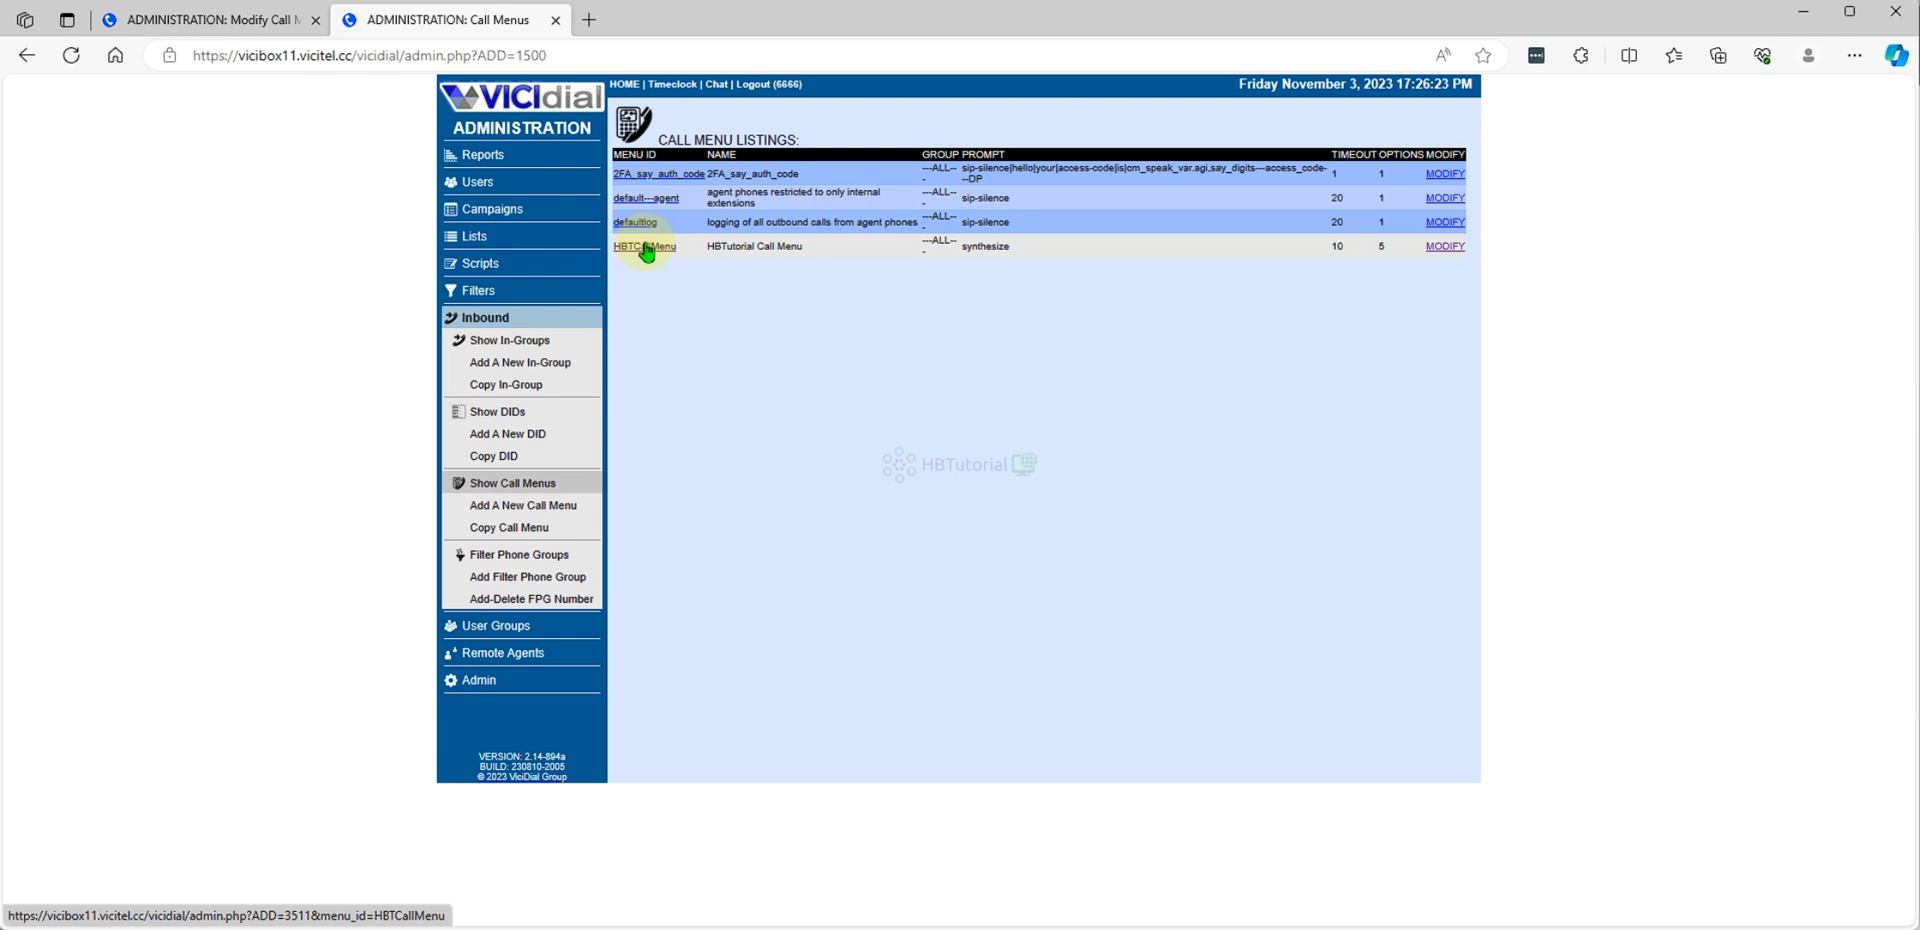 ADMINISTRATION: Modify Call M
ADMINISTRATION: Call Menus
https://vicibox11.vicitel.cc/vicidial/admin.php?ADD=1500
VICIdial
HOME | Timeclock | Chat | Logout (6666)
Friday November 3, 2023 17:26:23 PM
ADMINISTRATION
Reports
Users
Campaigns
Lists
Scripts
Filters
Inbound
Show In-Groups
Add A New In-Group
Copy In-Group
Show DIDs
Add A New DID
Copy DID
Show Call Menus
Add A New Call Menu
Copy Call Menu
Filter Phone Groups
Add Filter Phone Group
Add-Delete FPG Number
User Groups
Remote Agents
Admin
VERSION: 2.14-894a
BUILD: 230810-2005
© 2023 ViciDial Group
CALL MENU LISTINGS:
MENU ID NAME GROUP PROMPT TIMEOUT OPTIONS MODIFY
2FA_say_auth_code 2FA_say_auth_code ---ALL--- sip-silence|hello|your|access-code|is|cm_speak_var.agi,say_digits---access_code---DP 1 1 MODIFY
default---agent agent phones restricted to only internal extensions ---ALL--- sip-silence 20 1 MODIFY
defaultlog logging of all outbound calls from agent phones ---ALL--- sip-silence 20 1 MODIFY
HBTCallMenu HBTutorial Call Menu ---ALL--- synthesize 10 5 MODIFY
HBTutorial
https://vicibox11.vicitel.cc/vicidial/admin.php?ADD=3511&menu_id=HBTCallMenu